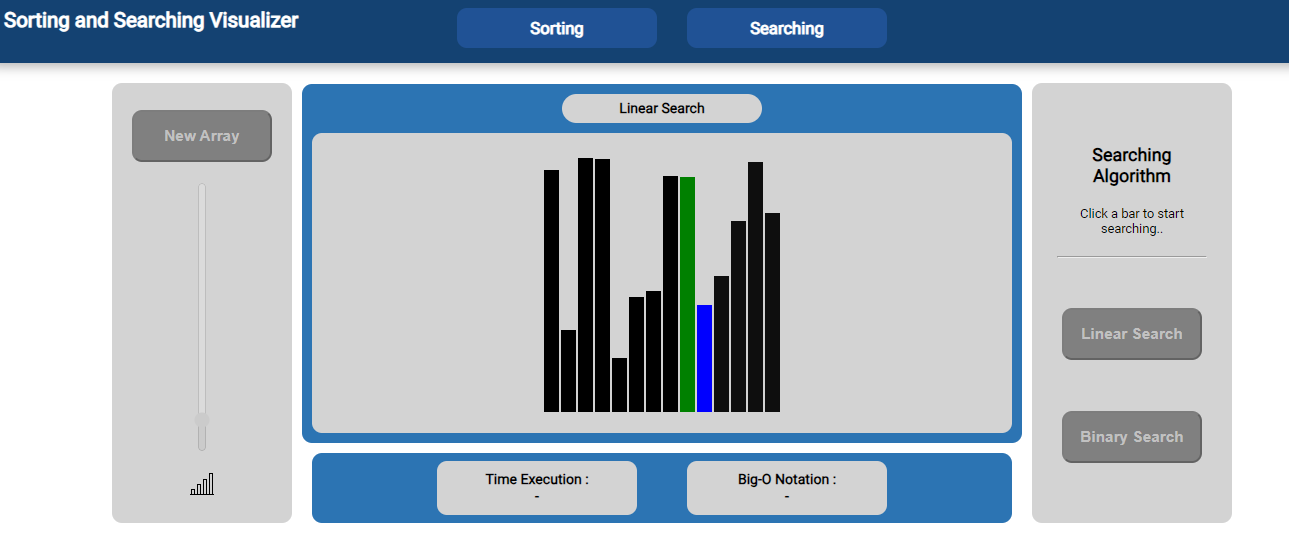 Sorting and Searching Visualizer
Sorting
Searching
New Array
Linear Search
Time Execution :
-
Big-O Notation :
-
Searching
Algorithm
Click a bar to start
searching..
Linear Search
Binary Search